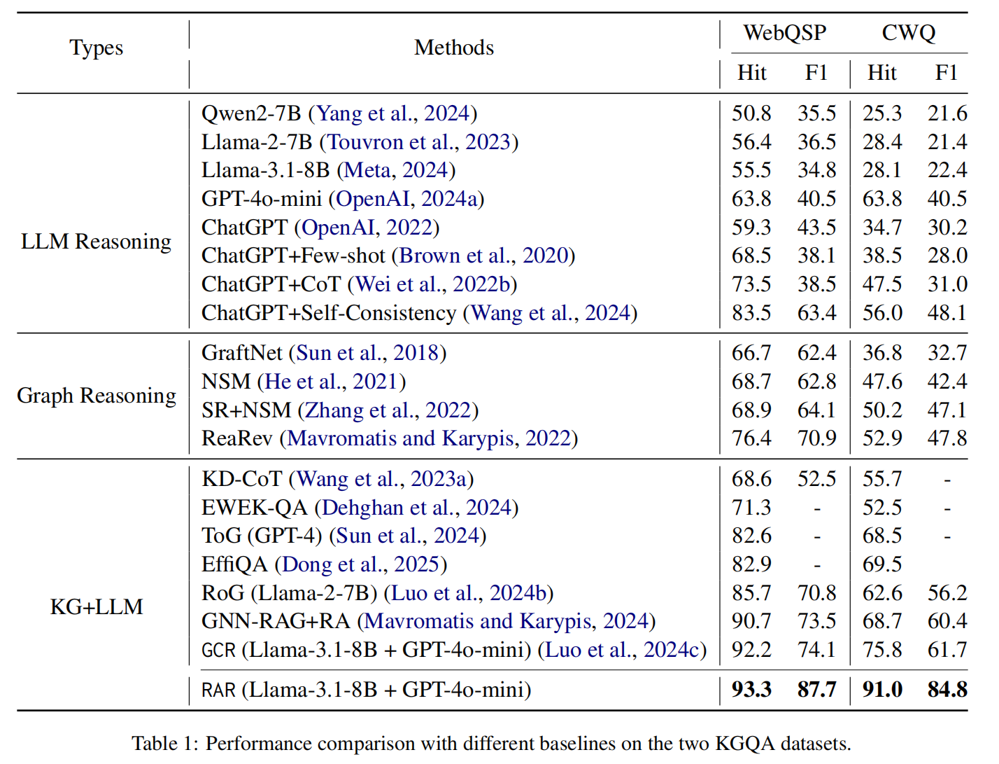 Types Methods WebQSP CWQ
Hit F1 Hit F1
LLM Reasoning
Qwen2-7B (Yang et al., 2024) 50.8 35.5 25.3 21.6
Llama-2-7B (Touvron et al., 2023) 56.4 36.5 28.4 21.4
Llama-3.1-8B (Meta, 2024) 55.5 34.8 28.1 22.4
GPT-4o-mini (OpenAI, 2024a) 63.8 40.5 63.8 40.5
ChatGPT (OpenAI, 2022) 59.3 43.5 34.7 30.2
ChatGPT+Few-shot (Brown et al., 2020) 68.5 38.1 38.5 28.0
ChatGPT+CoT (Wei et al., 2022b) 73.5 38.5 47.5 31.0
ChatGPT+Self-Consistency (Wang et al., 2024) 83.5 63.4 56.0 48.1
Graph Reasoning
GraftNet (Sun et al., 2018) 66.7 62.4 36.8 32.7
NSM (He et al., 2021) 68.7 62.8 47.6 42.4
SR+NSM (Zhang et al., 2022) 68.9 64.1 50.2 47.1
ReaRev (Mavromatis and Karypis, 2022) 76.4 70.9 52.9 47.8
KG+LLM
KD-CoT (Wang et al., 2023a) 68.6 52.5 55.7 -
EWEK-QA (Dehghan et al., 2024) 71.3 - 52.5 -
ToG (GPT-4) (Sun et al., 2024) 82.6 - 68.5 -
EffiQA (Dong et al., 2025) 82.9 - 69.5
RoG (Llama-2-7B) (Luo et al., 2024b) 85.7 70.8 62.6 56.2
GNN-RAG+RA (Mavromatis and Karypis, 2024) 90.7 73.5 68.7 60.4
GCR (Llama-3.1-8B + GPT-4o-mini) (Luo et al., 2024c) 92.2 74.1 75.8 61.7
RAR (Llama-3.1-8B + GPT-4o-mini) 93.3 87.7 91.0 84.8
Table 1: Performance comparison with different baselines on the two KGQA datasets.